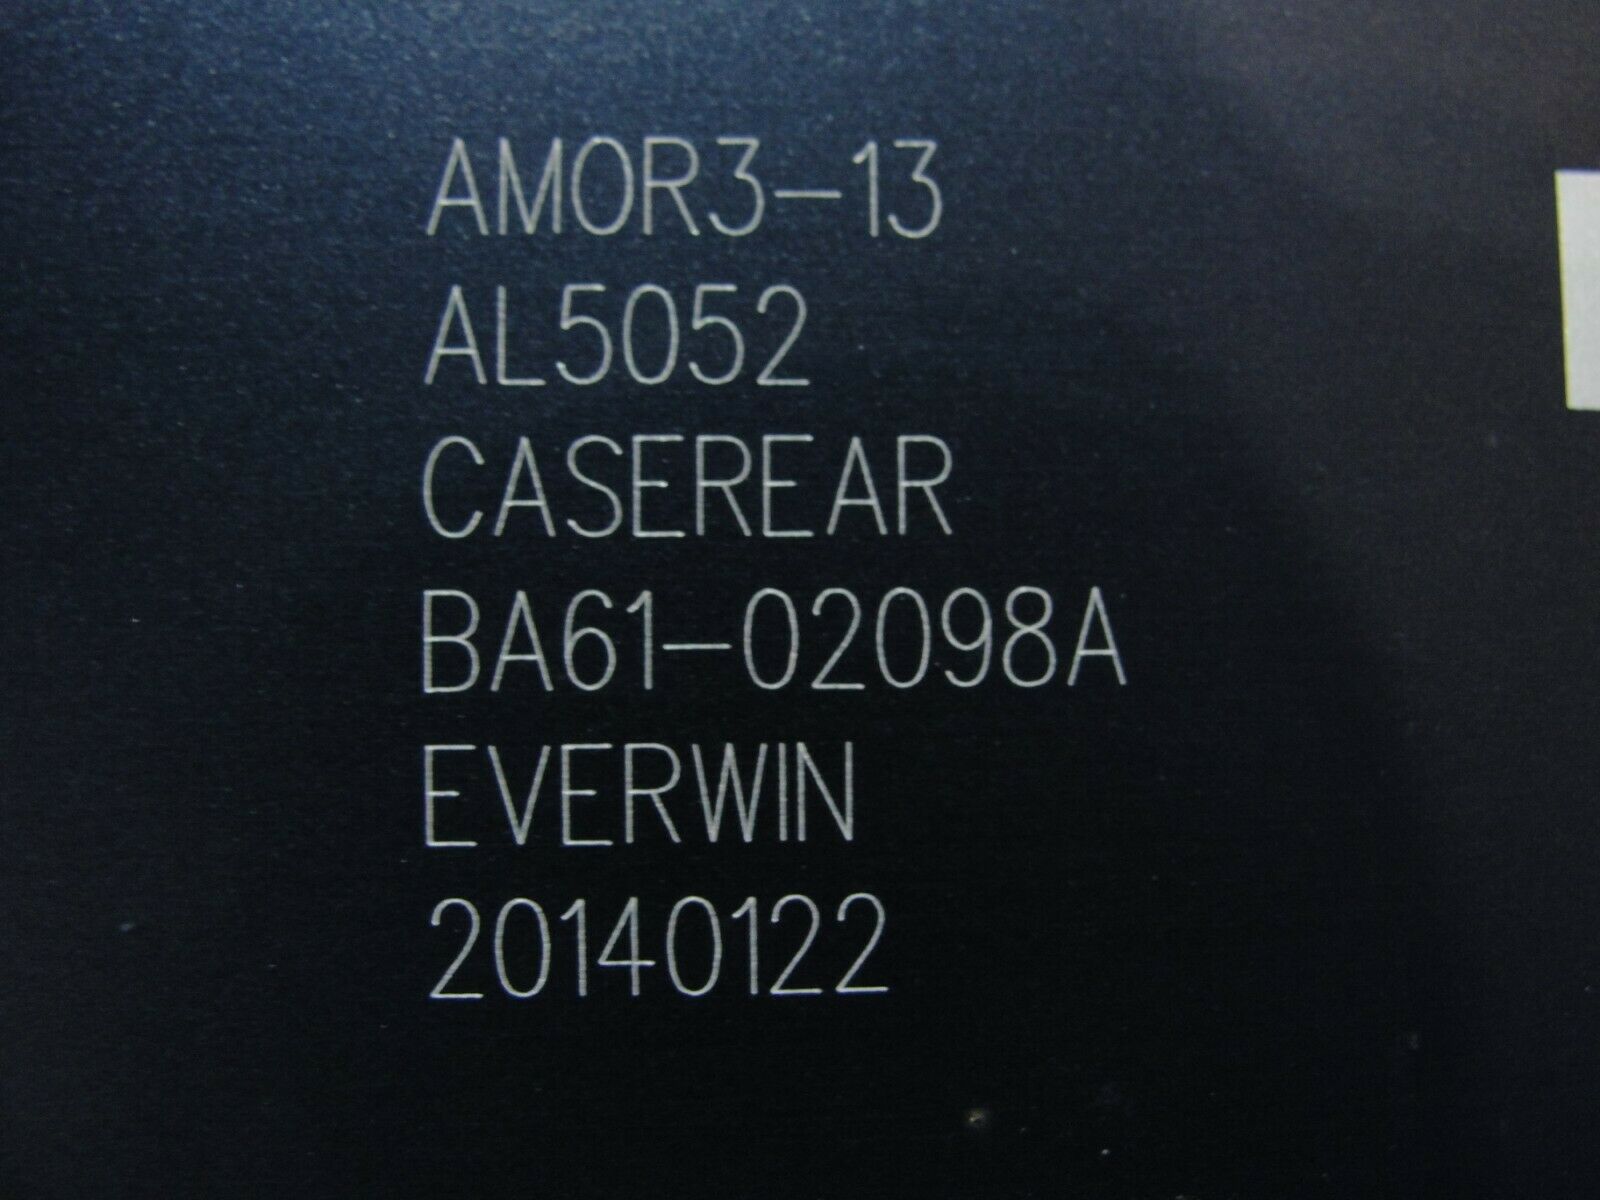 AMOR3-13
AL5052
CASEREAR
BA61-02098A
EVERWIN
20140122